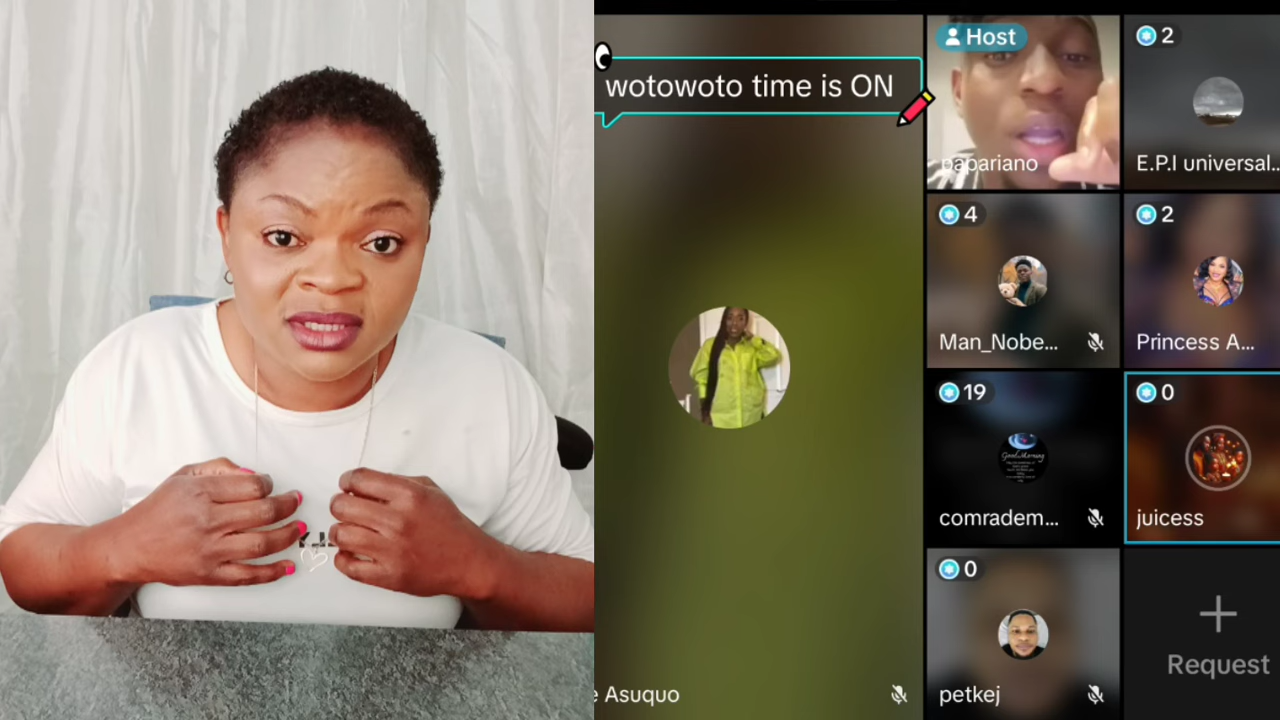 wotowoto time is ON
Host
papariano
2
E.P.I universal...
4
Man_Nobe...
2
Princess A...
19
comradem...
0
juicess
e Asuquo
0
petkej
+
Request